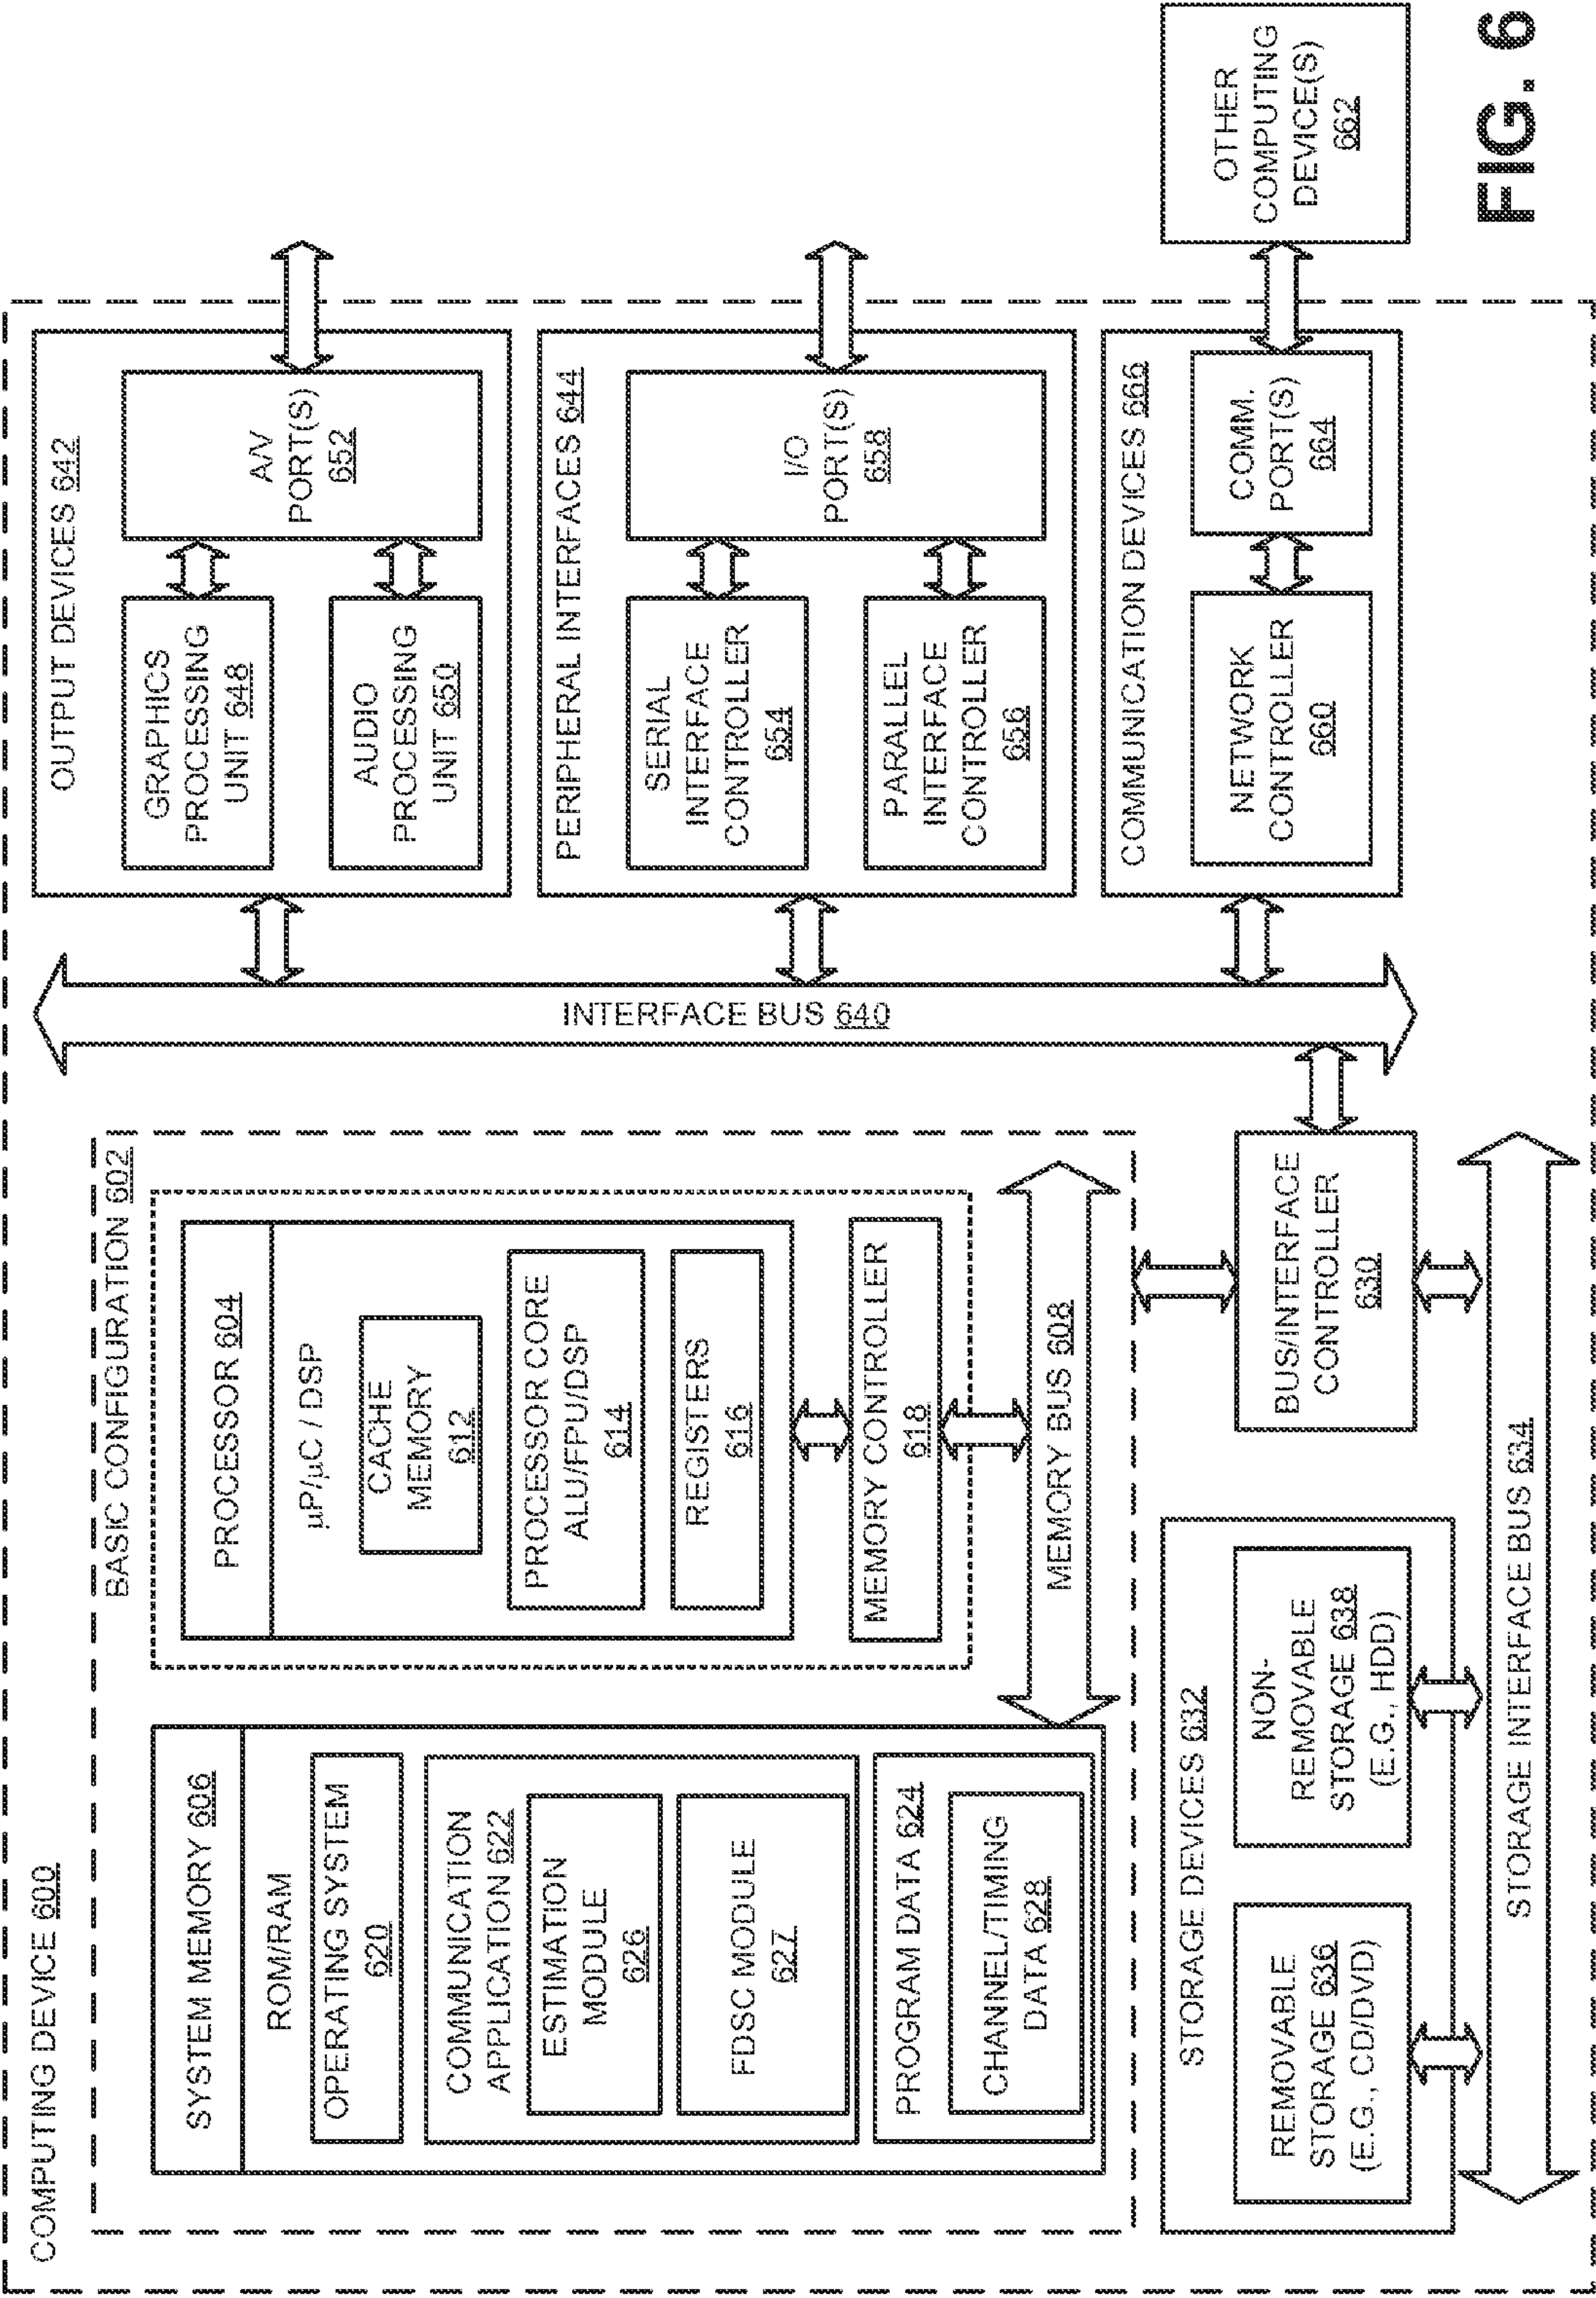 COMPUTING DEVICE 600
BASIC CONFIGURATION 602
SYSTEM MEMORY 606
ROM/RAM
OPERATING SYSTEM
620
COMMUNICATION
APPLICATION 622
ESTIMATION
MODULE
626
FDSC MODULE
627
PROGRAM DATA 624
CHANNEL/TIMING
DATA 628
PROCESSOR 604
µP/µC / DSP
CACHE
MEMORY
612
PROCESSOR CORE
ALU/FPU/DSP
614
REGISTERS
616
MEMORY CONTROLLER
618
MEMORY BUS 608
BUS/INTERFACE
CONTROLLER
630
STORAGE DEVICES 632
REMOVABLE
STORAGE 636
(E.G., CD/DVD)
NON-
REMOVABLE
STORAGE 638
(E.G., HDD)
STORAGE INTERFACE BUS 634
INTERFACE BUS 640
OUTPUT DEVICES 642
GRAPHICS
PROCESSING
UNIT 648
AUDIO
PROCESSING
UNIT 650
A/V
PORT(S)
652
PERIPHERAL INTERFACES 644
SERIAL
INTERFACE
CONTROLLER
654
PARALLEL
INTERFACE
CONTROLLER
656
I/O
PORT(S)
658
COMMUNICATION DEVICES 666
NETWORK
CONTROLLER
660
COMM.
PORT(S)
664
OTHER
COMPUTING
DEVICE(S)
662
FIG. 6